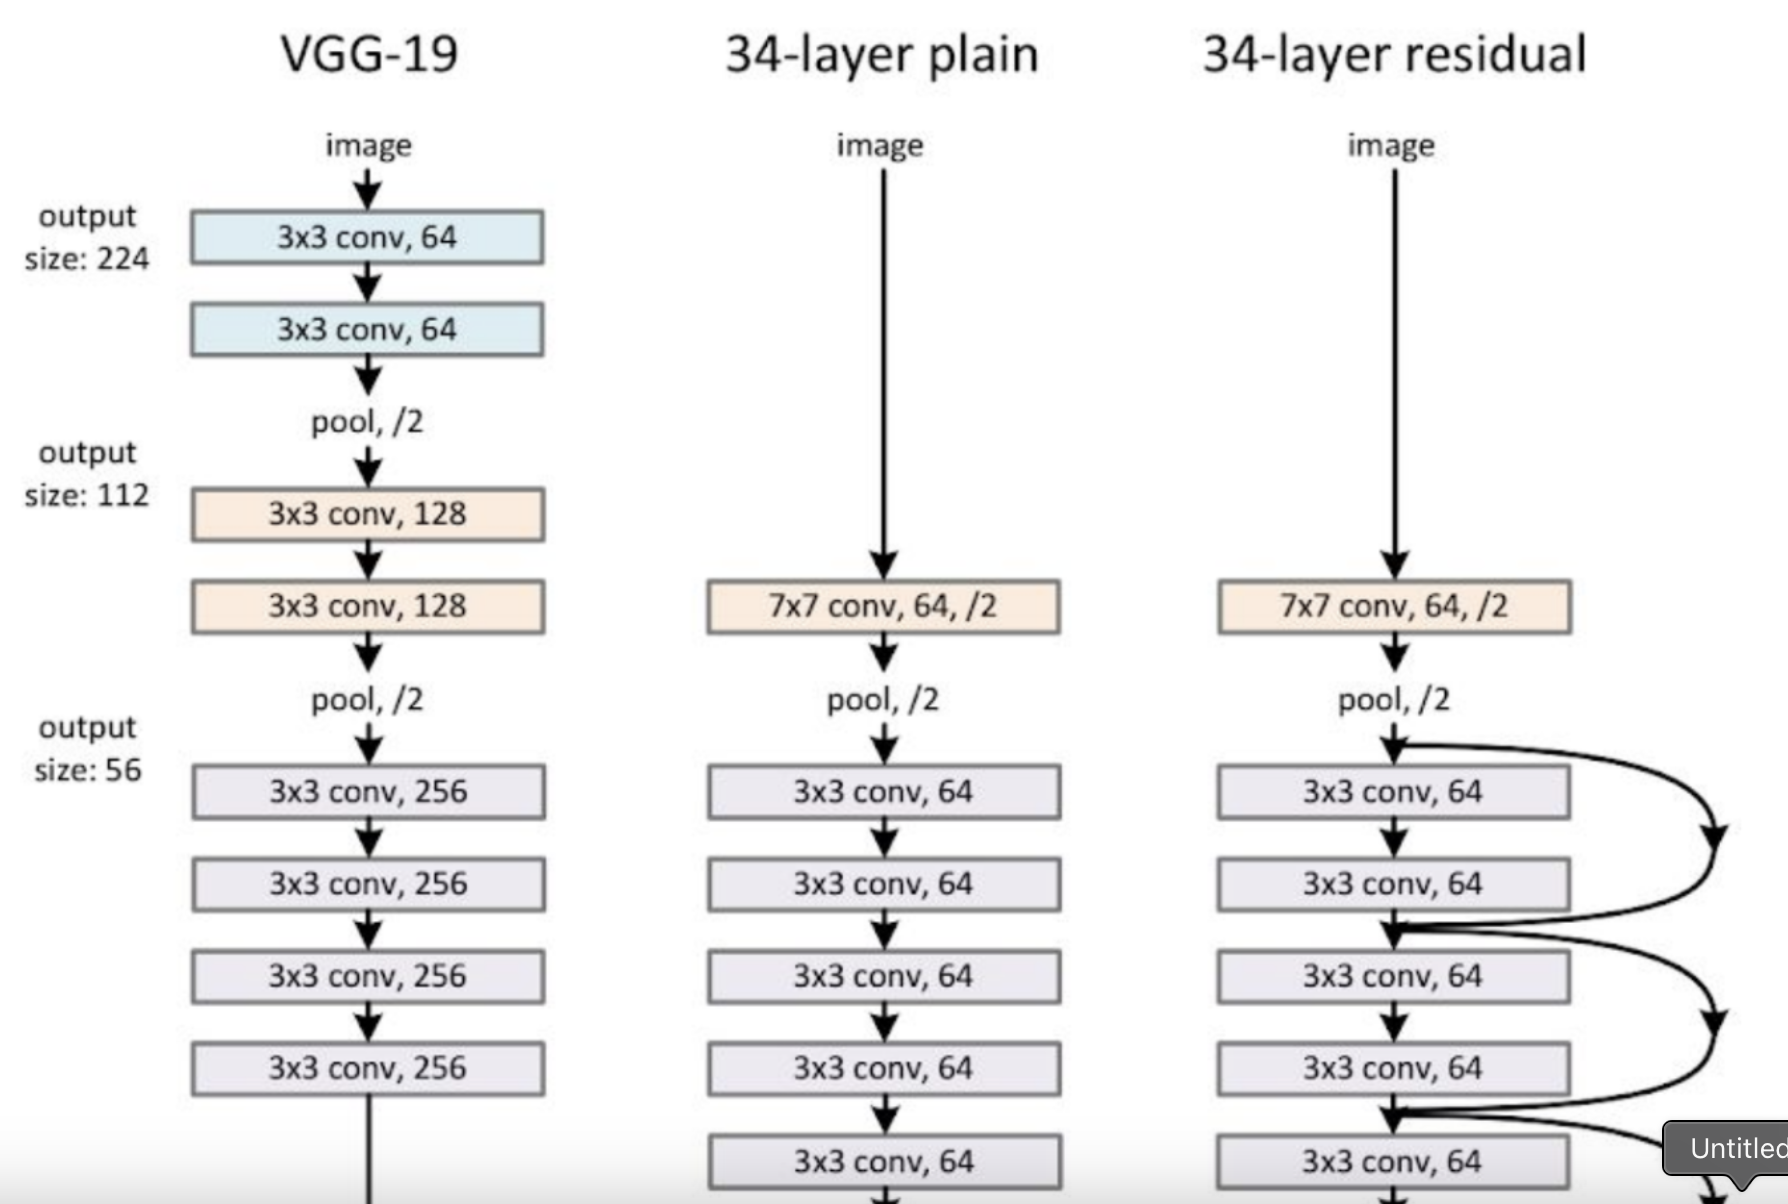 VGG-19
34-layer plain
34-layer residual
image
image
image
output
size: 224
3x3 conv, 64
3x3 conv, 64
pool, /2
output
size: 112
3x3 conv, 128
3x3 conv, 128
7x7 conv, 64, /2
7x7 conv, 64, /2
pool, /2
pool, /2
pool, /2
output
size: 56
3x3 conv, 256
3x3 conv, 64
3x3 conv, 64
3x3 conv, 256
3x3 conv, 64
3x3 conv, 64
3x3 conv, 256
3x3 conv, 64
3x3 conv, 64
3x3 conv, 256
3x3 conv, 64
3x3 conv, 64
3x3 conv, 64
3x3 conv, 64
Untitled